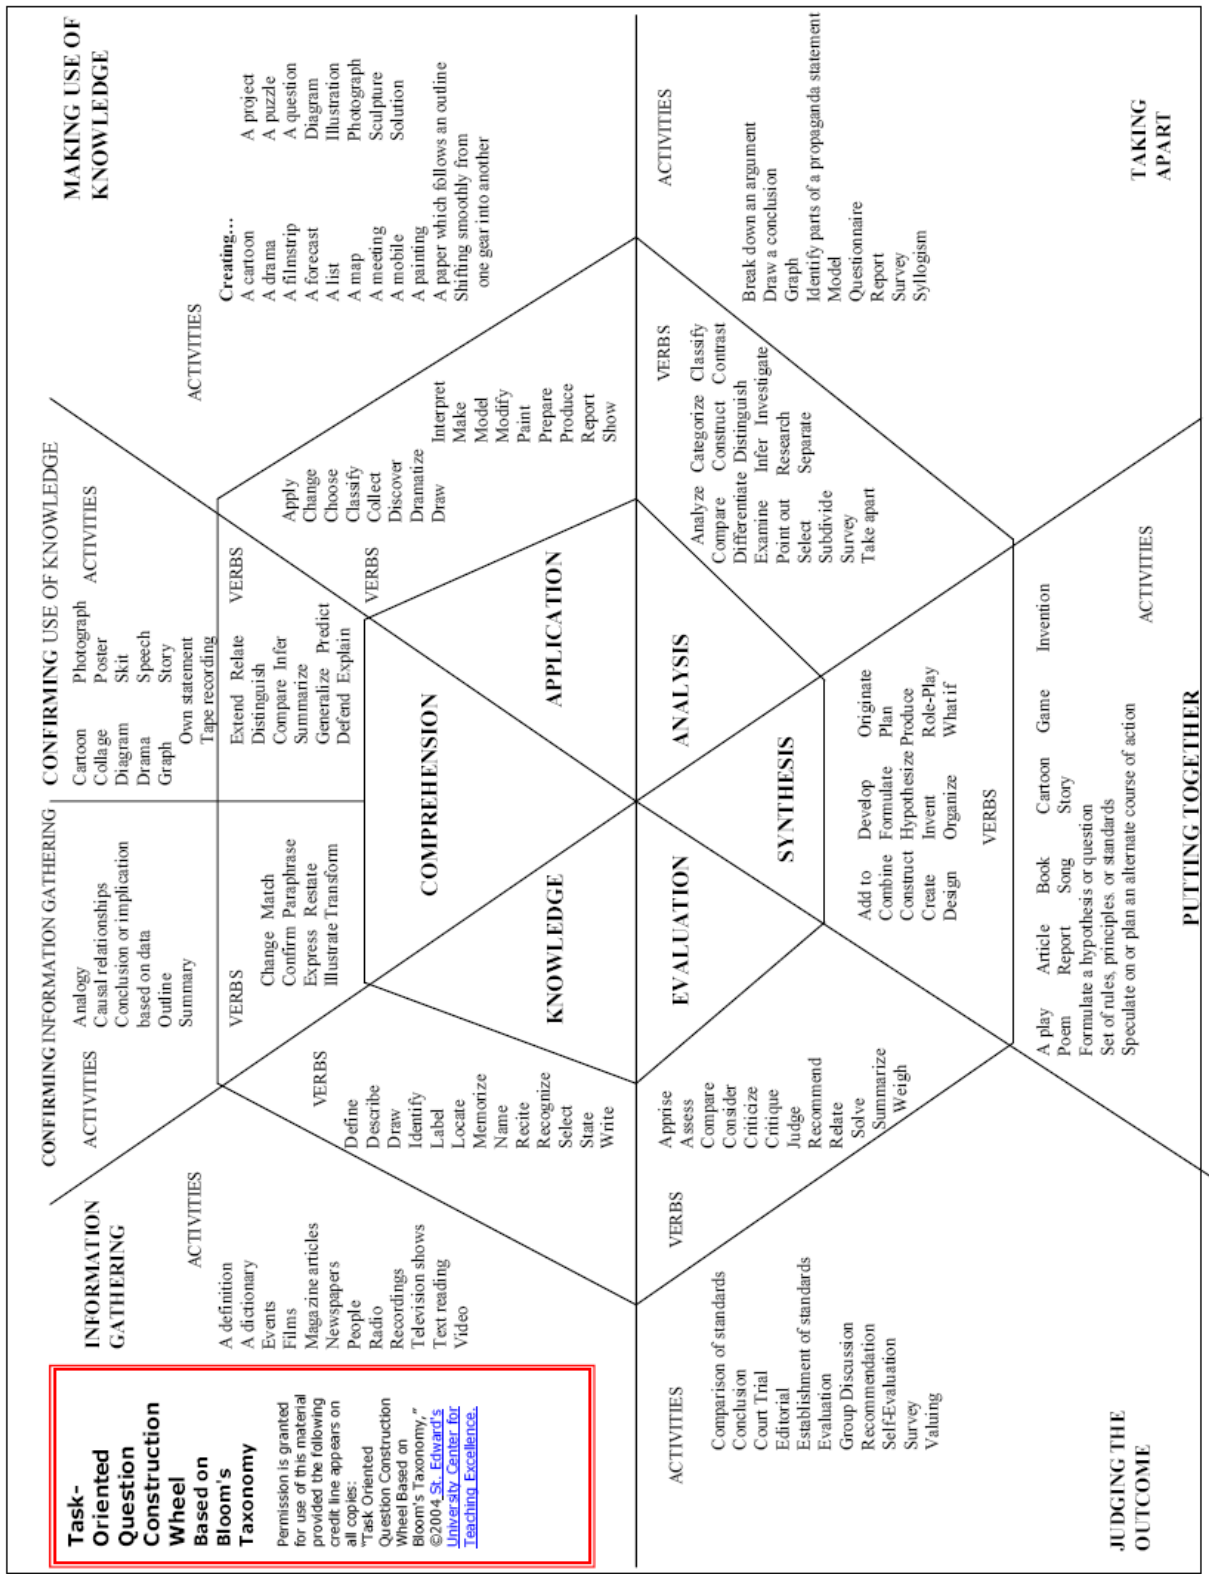 Task-
Oriented
Question
Construction
Wheel
Based on
Bloom's
Taxonomy
Permission is granted
for use of this material
provided the following
credit line appears on
all copies:
"Task Oriented
Question Construction
Wheel Based on
Bloom's Taxonomy,"
©2004 St. Edward's
University Center for
Teaching Excellence.
INFORMATION
GATHERING
ACTIVITIES
A definition
A dictionary
Events
Films
Magazine articles
Newspapers
People
Radio
Recordings
Television shows
Text reading
Video
VERBS
Define
Describe
Draw
Identify
Label
Locate
Memorize
Name
Recite
Recognize
Select
State
Write
KNOWLEDGE
CONFIRMING INFORMATION GATHERING
ACTIVITIES
Analogy
Causal relationships
Conclusion or implication
based on data
Outline
Summary
VERBS
Change Match
Confirm Paraphrase
Express Restate
Illustrate Transform
COMPREHENSION
CONFIRMING USE OF KNOWLEDGE
ACTIVITIES
Cartoon Photograph
Collage Poster
Diagram Skit
Drama Speech
Graph Story
Own statement
Tape recording
VERBS
Extend Relate
Distinguish
Compare Infer
Summarize
Generalize Predict
Defend Explain
MAKING USE OF
KNOWLEDGE
ACTIVITIES
Creating...
A cartoon A project
A drama A puzzle
A filmstrip A question
A forecast Diagram
A list Illustration
A map Photograph
A meeting Sculpture
A mobile Solution
A painting
A paper which follows an outline
Shifting smoothly from
one gear into another
VERBS
Apply
Change
Choose
Classify
Collect
Discover
Dramatize
Draw
Interpret
Make
Model
Modify
Paint
Prepare
Produce
Report
Show
APPLICATION
ANALYSIS
VERBS
Analyze Categorize Classify
Compare Construct Contrast
Differentiate Distinguish
Examine Infer Investigate
Point out Research
Select Separate
Subdivide
Survey
Take apart
ACTIVITIES
Break down an argument
Draw a conclusion
Graph
Identify parts of a propaganda statement
Model
Questionnaire
Report
Survey
Syllogism
TAKING
APART
SYNTHESIS
Add to Develop Originate
Combine Formulate Plan
Construct Hypothesize Produce
Create Invent Role-Play
Design Organize What if
VERBS
A play Article Book Cartoon Game Invention
Poem Report Song Story
Formulate a hypothesis or question
Set of rules, principles, or standards
Speculate on or plan an alternate course of action
ACTIVITIES
PUTTING TOGETHER
EVALUATION
Apprise
Assess
Compare
Consider
Criticize
Critique
Judge
Recommend
Relate
Solve
Summarize
Weigh
VERBS
ACTIVITIES
Comparison of standards
Conclusion
Court Trial
Editorial
Establishment of standards
Evaluation
Group Discussion
Recommendation
Self-Evaluation
Survey
Valuing
JUDGING THE
OUTCOME